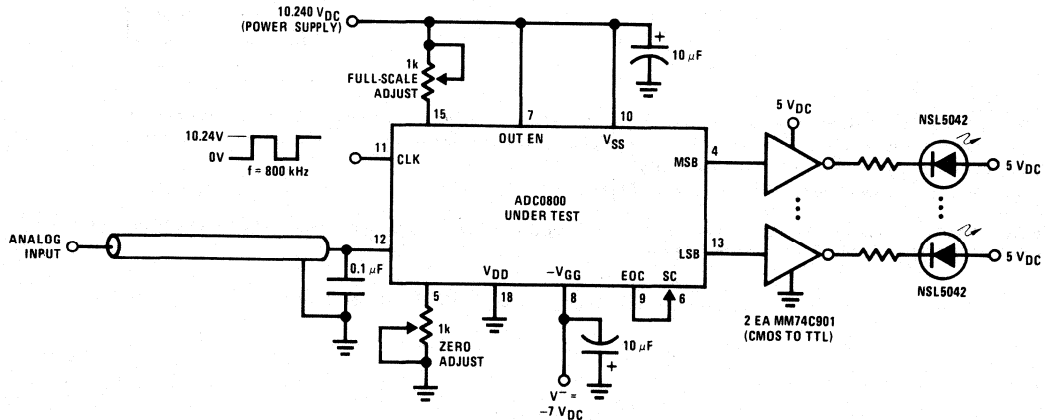 10.240 VDC
(POWER SUPPLY)
1k
FULL-SCALE
ADJUST
+
10 µF
15
7
10
OUT EN
VSS
10.24V
0V
f = 800 kHz
11
CLK
5 VDC
NSL5042
4
MSB
5 VDC
ADC0800
UNDER TEST
ANALOG
INPUT
12
0.1 µF
13
LSB
5 VDC
NSL5042
VDD
–VGG
EOC
SC
5
18
8
9
6
1k
ZERO
ADJUST
10 µF
+
2 EA MM74C901
(CMOS TO TTL)
V– =
–7 VDC